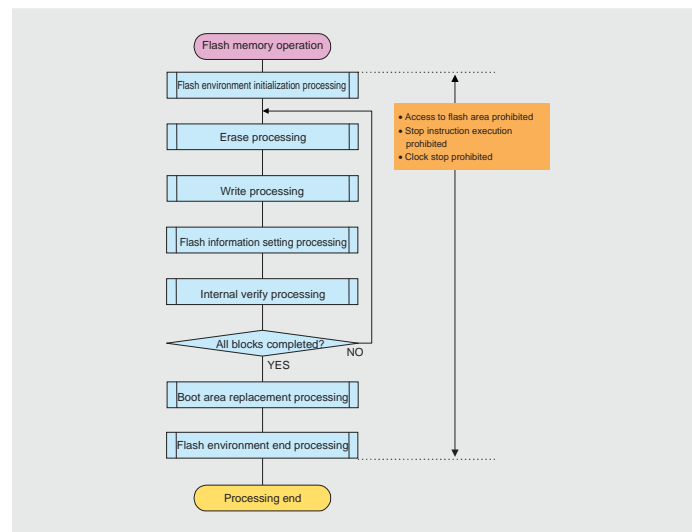 Flash memory operation
Flash environment initialization processing
• Access to flash area prohibited
• Stop instruction execution
prohibited
• Clock stop prohibited
Erase processing
Write processing
Flash information setting processing
Internal verify processing
All blocks completed?
NO
YES
Boot area replacement processing
Flash environment end processing
Processing end